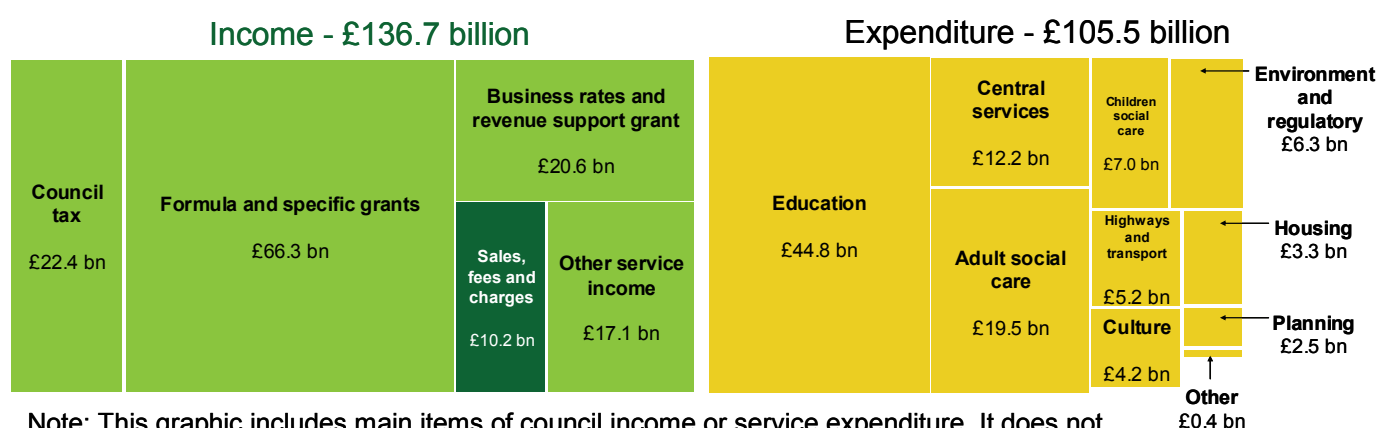 Income - £136.7 billion
Council
tax
£22.4 bn
Formula and specific grants
£66.3 bn
Business rates and
revenue support grant
£20.6 bn
Sales,
fees and
charges
£10.2 bn
Other service
income
£17.1 bn
Expenditure - £105.5 billion
Education
£44.8 bn
Central
services
£12.2 bn
Adult social
care
£19.5 bn
Children
social
care
£7.0 bn
Environment
and
regulatory
£6.3 bn
Highways
and
transport
£5.2 bn
Housing
£3.3 bn
Culture
£4.2 bn
Planning
£2.5 bn
Other
£0.4 bn
Note: This graphic includes main items of council income or service expenditure. It does not